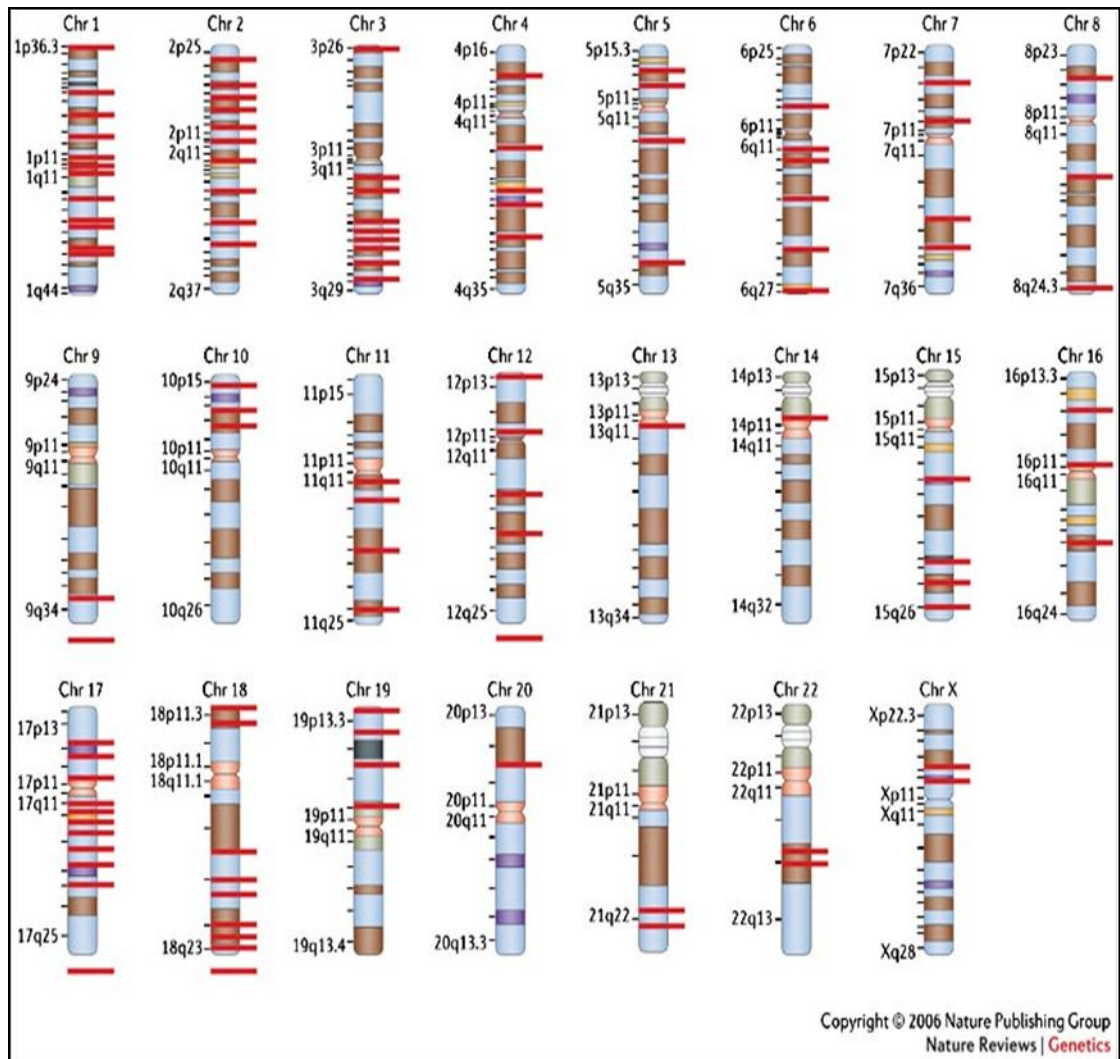 Chr 1
1p36.3
1p11
1q11
1q44
Chr 2
2p25
2p11
2q11
2q37
Chr 3
3p26
3p11
3q11
3q29
Chr 4
4p16
4p11
4q11
4q35
Chr 5
5p15.3
5p11
5q11
5q35
Chr 6
6p25
6p11
6q11
6q27
Chr 7
7p22
7p11
7q11
7q36
Chr 8
8p23
8p11
8q11
8q24.3
Chr 9
9p24
9p11
9q11
9q34
Chr 10
10p15
10p11
10q11
10q26
Chr 11
11p15
11p11
11q11
11q25
Chr 12
12p13
12p11
12q11
12q25
Chr 13
13p13
13p11
13q11
13q34
Chr 14
14p13
14p11
14q11
14q32
Chr 15
15p13
15p11
15q11
15q26
Chr 16
16p13.3
16p11
16q11
16q24
Chr 17
17p13
17p11
17q11
17q25
Chr 18
18p11.3
18p11.1
18q11.1
18q23
Chr 19
19p13.3
19p11
19q11
19q13.4
Chr 20
20p13
20p11
20q11
20q13.3
Chr 21
21p13
21p11
21q11
21q22
Chr 22
22p13
22p11
22q11
22q13
Chr X
Xp22.3
Xp11
Xq11
Xq28
Copyright © 2006 Nature Publishing Group
Nature Reviews | Genetics